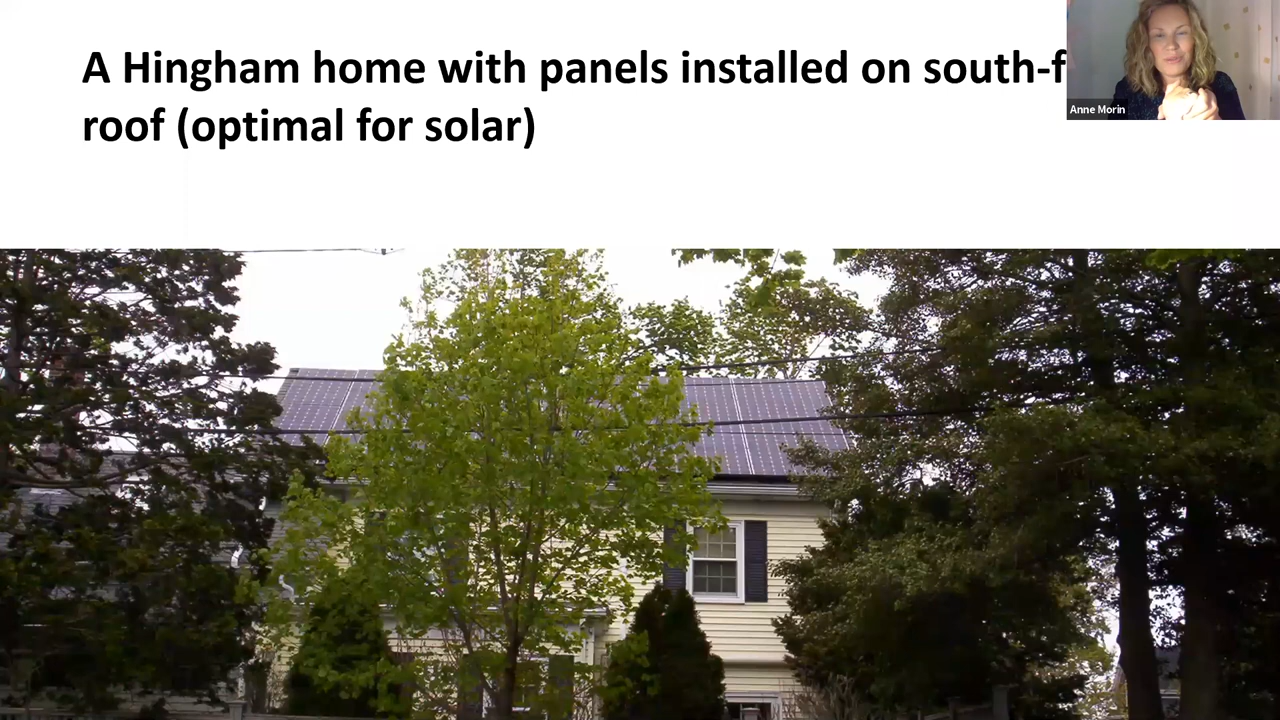 A Hingham home with panels installed on south-f
roof (optimal for solar)
Anne Morin